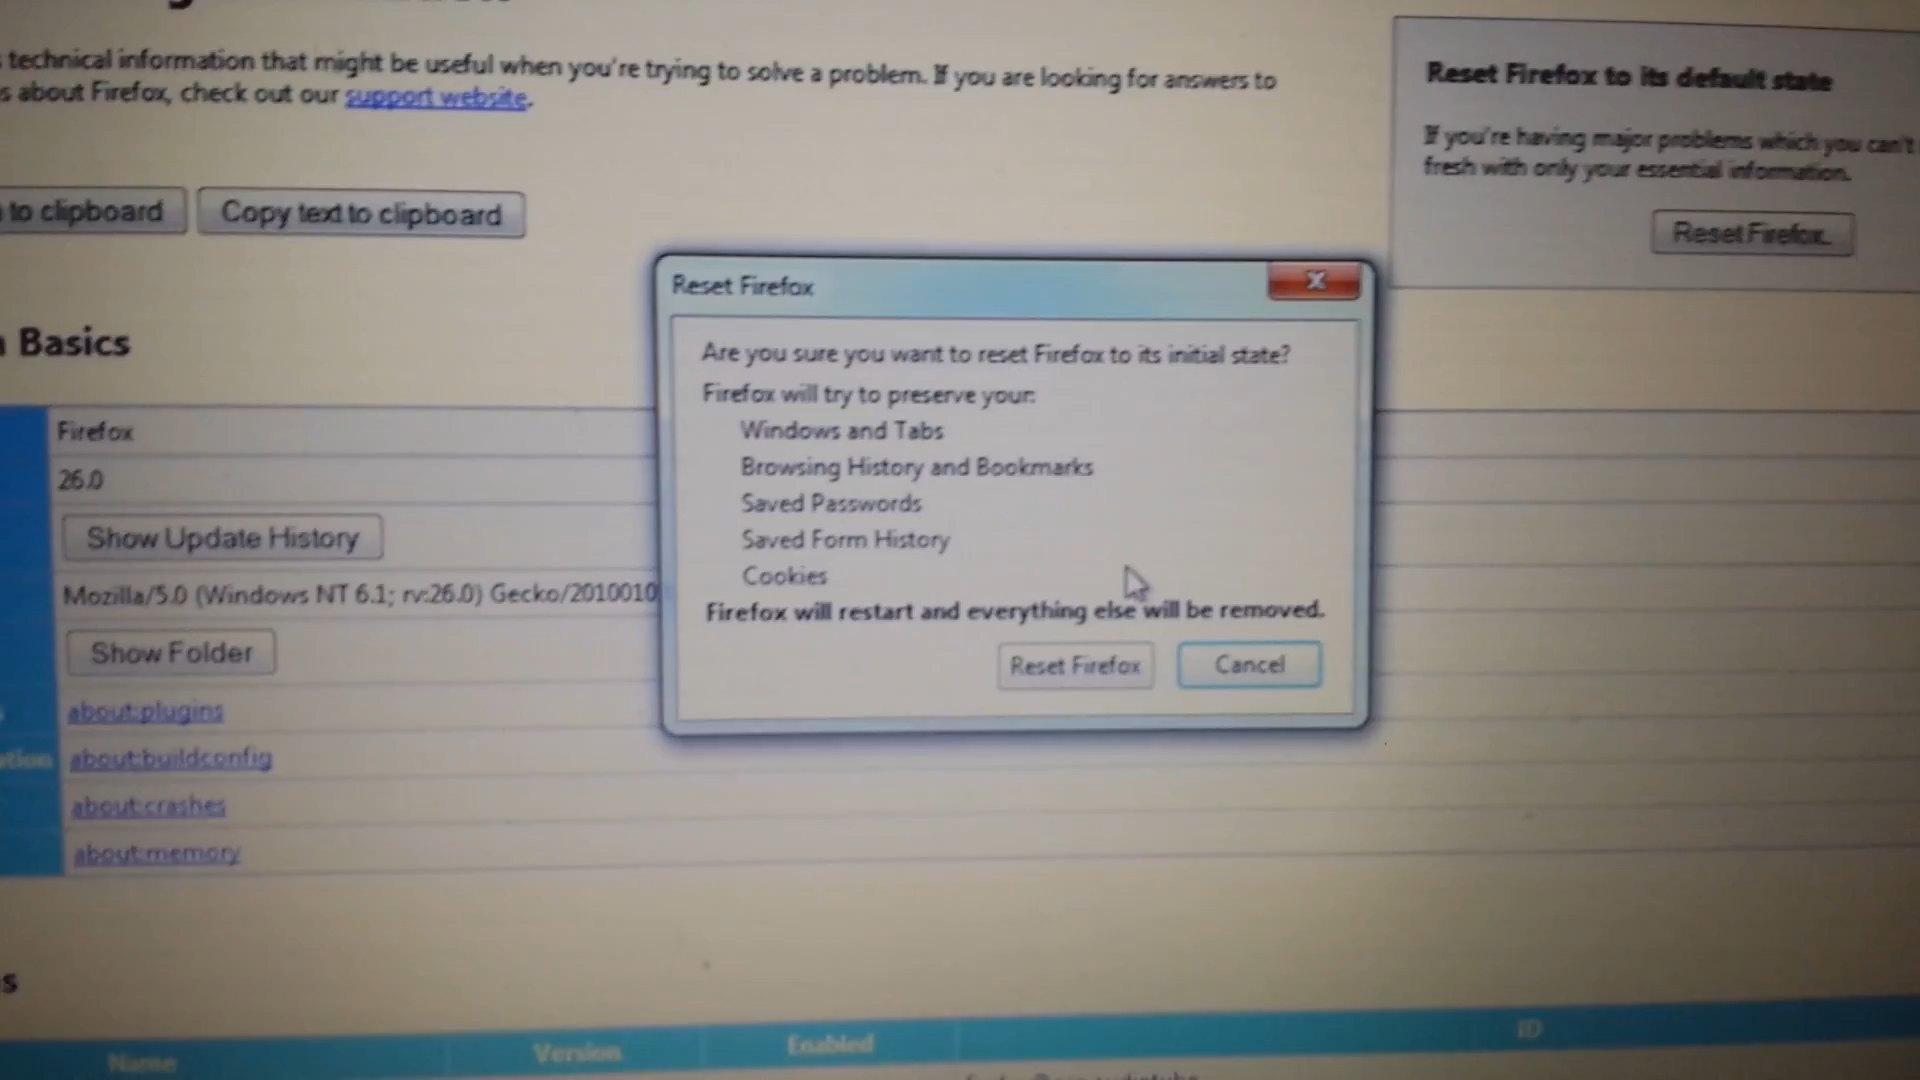 technical information that might be useful when you're trying to solve a problem. If you are looking for answers to
s about Firefox, check out our support website.
to clipboard
Copy text to clipboard
Reset Firefox to its default state
If you're having major problems which you can't
fresh with only your essential information.
Reset Firefox...
Reset Firefox
Are you sure you want to reset Firefox to its initial state?
Firefox will try to preserve your:
Windows and Tabs
Browsing History and Bookmarks
Saved Passwords
Saved Form History
Cookies
Firefox will restart and everything else will be removed.
Reset Firefox
Cancel
Basics
Firefox
26.0
Show Update History
Mozilla/5.0 (Windows NT 6.1; rv:26.0) Gecko/2010010
Show Folder
about:plugins
about:buildconfig
about:crashes
about:memory
s
Name
Version
Enabled
ID